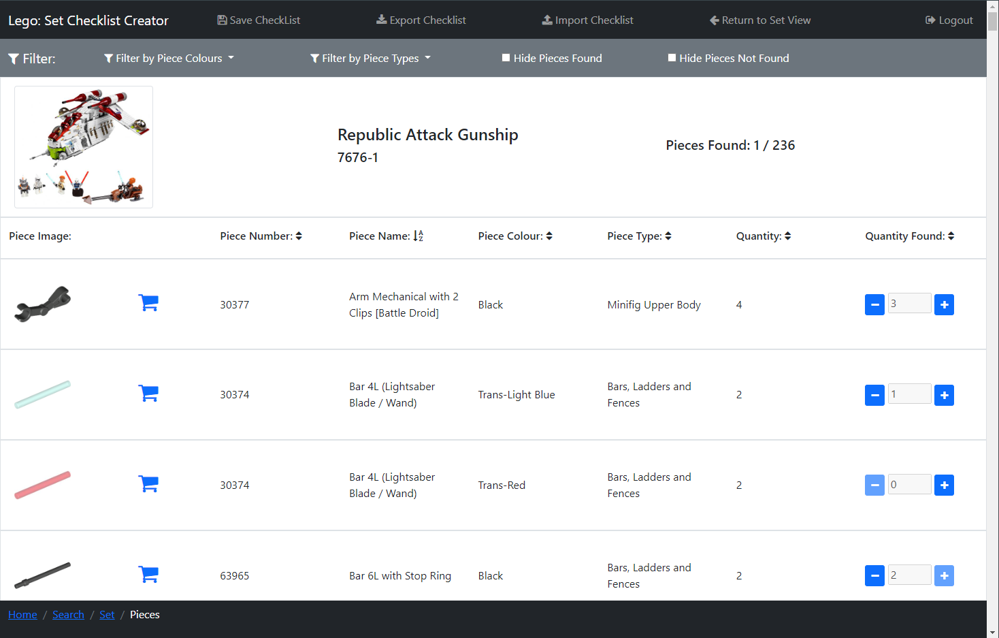 Lego: Set Checklist Creator Save CheckList Export Checklist Import Checklist Return to Set View Logout
Filter: Filter by Piece Colours Filter by Piece Types Hide Pieces Found Hide Pieces Not Found
Republic Attack Gunship
7676-1
Pieces Found: 1 / 236
Piece Image: Piece Number: Piece Name: Piece Colour: Piece Type: Quantity: Quantity Found:
30377
Arm Mechanical with 2
Clips [Battle Droid]
Black
Minifig Upper Body
4
3
30374
Bar 4L (Lightsaber
Blade / Wand)
Trans-Light Blue
Bars, Ladders and
Fences
2
1
30374
Bar 4L (Lightsaber
Blade / Wand)
Trans-Red
Bars, Ladders and
Fences
2
0
63965
Bar 6L with Stop Ring
Black
Bars, Ladders and
Fences
2
2
Home / Search / Set / Pieces